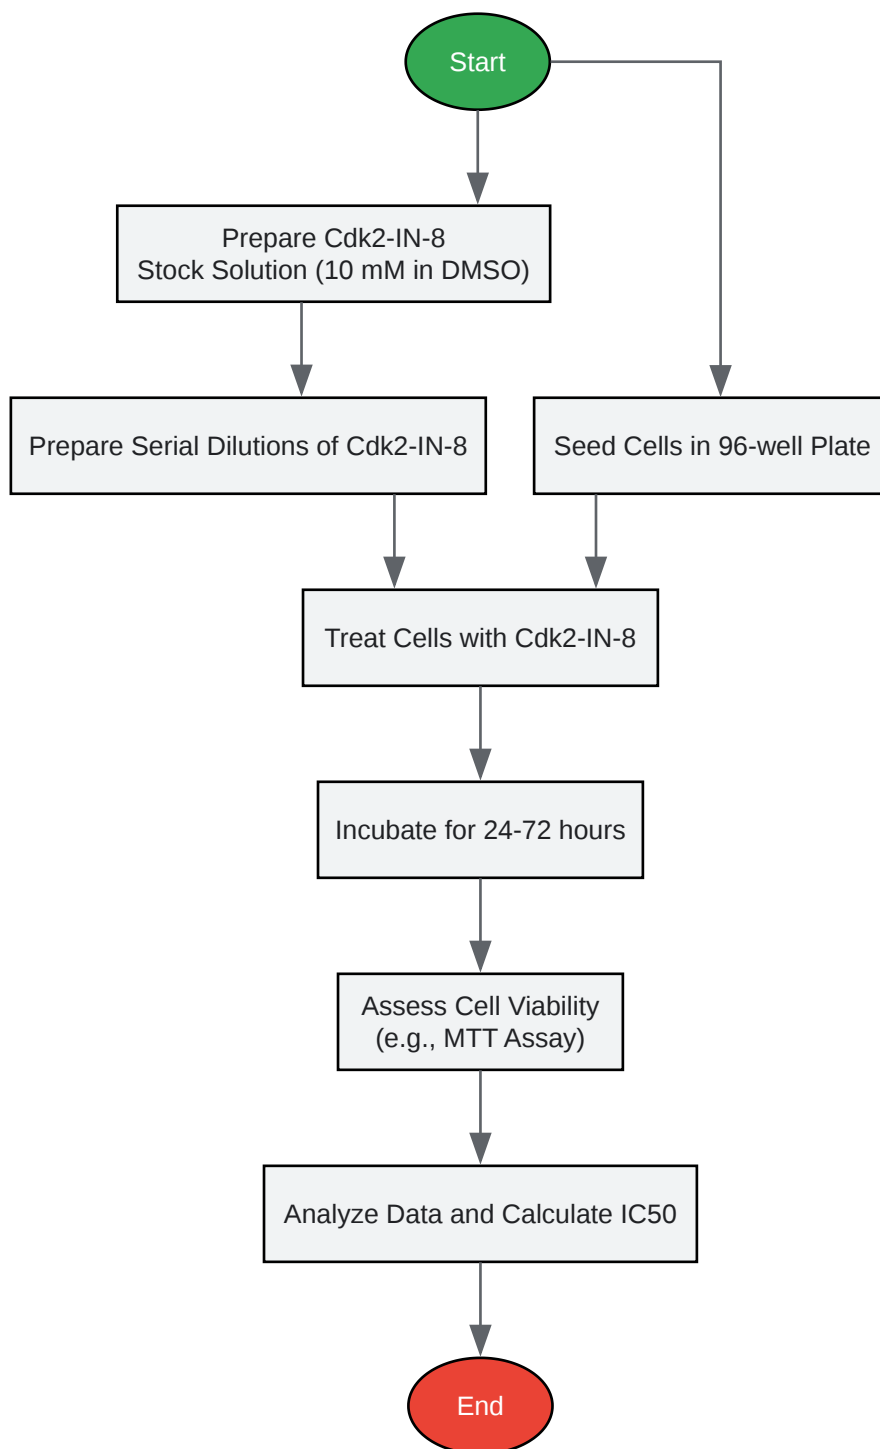 Start
Prepare Cdk2-IN-8
Stock Solution (10 mM in DMSO)
Prepare Serial Dilutions of Cdk2-IN-8
Seed Cells in 96-well Plate
Treat Cells with Cdk2-IN-8
Incubate for 24-72 hours
Assess Cell Viability
(e.g., MTT Assay)
Analyze Data and Calculate IC50
End